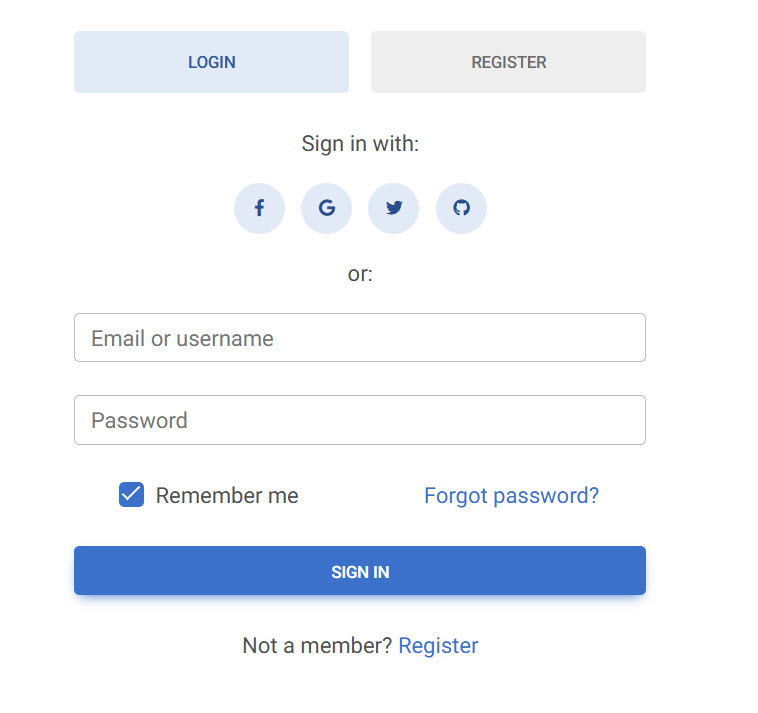 LOGIN REGISTER
Sign in with:
or:
Email or username
Password
Remember me Forgot password?
SIGN IN
Not a member? Register